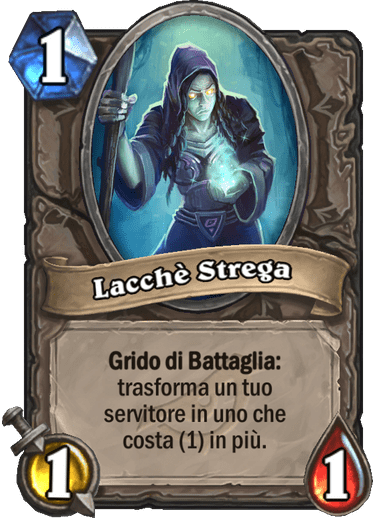 1
Lacchè Strega
Grido di Battaglia:
trasforma un tuo
servitore in uno che
costa (1) in più.
1
1